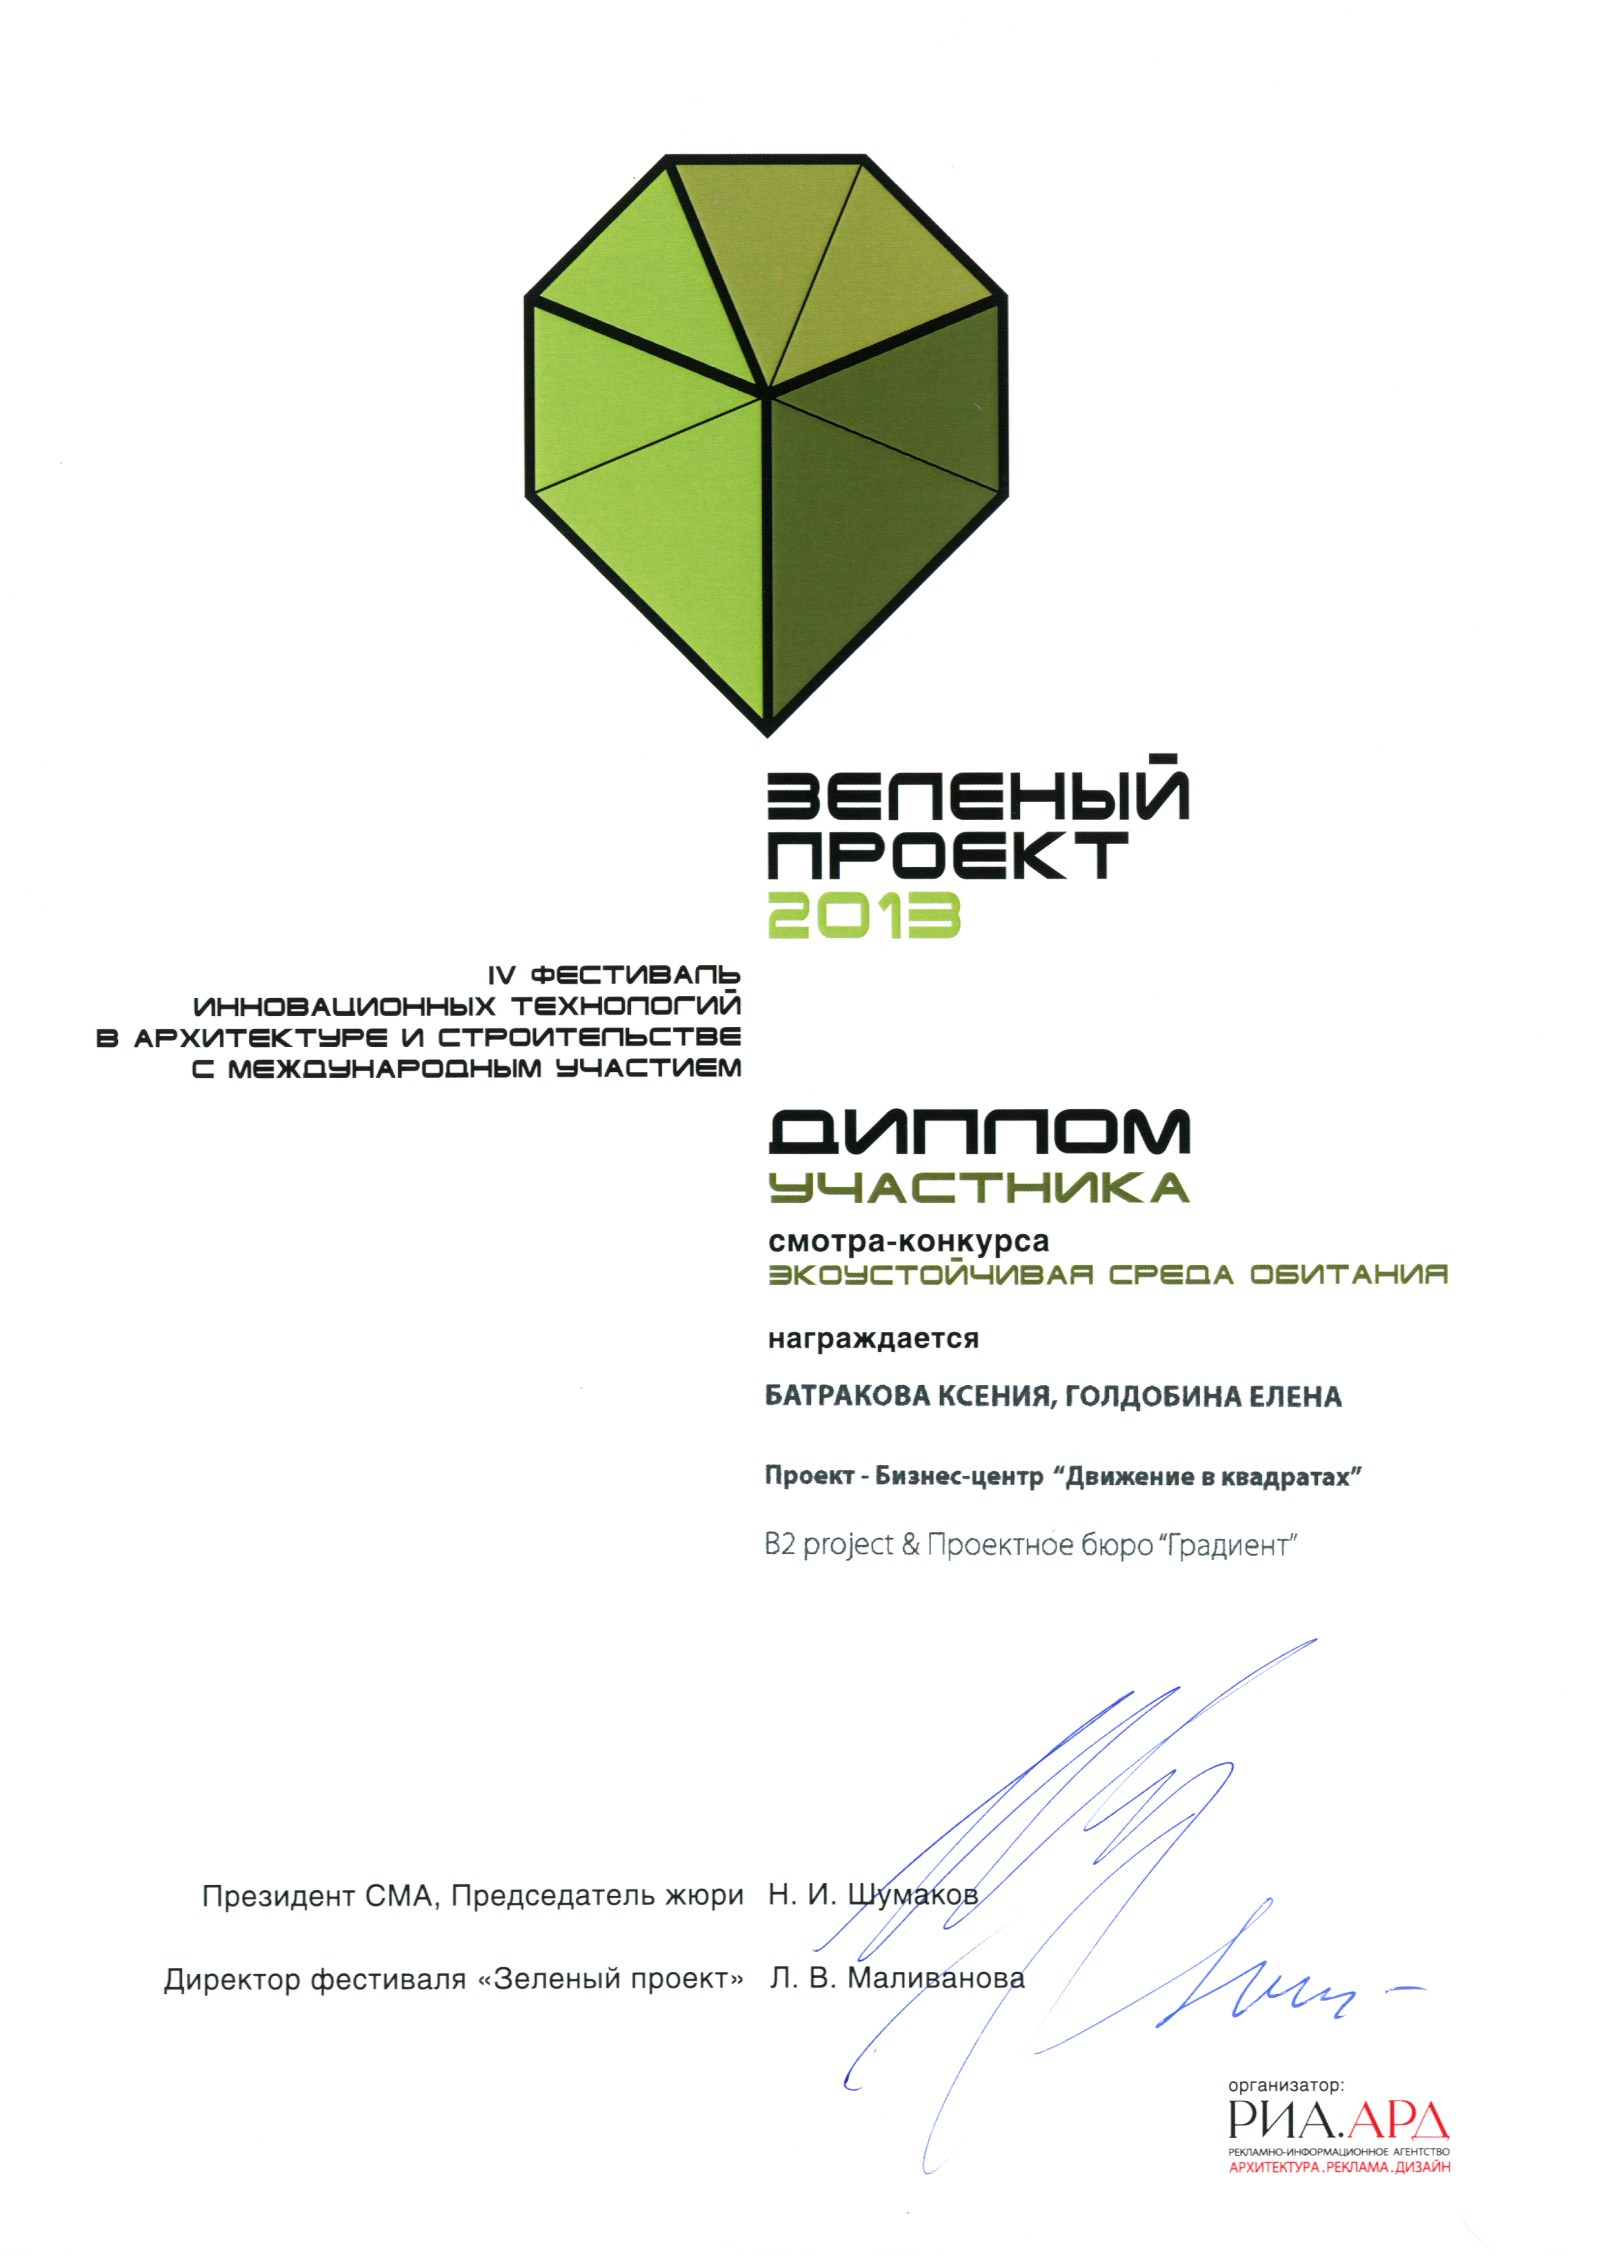 ЗЕЛЕНЫЙ
ПРОЕКТ
2013
IV ФЕСТИВАЛЬ
ИННОВАЦИОННЫХ ТЕХНОЛОГИЙ
В АРХИТЕКТУРЕ И СТРОИТЕЛЬСТВЕ
С МЕЖДУНАРОДНЫМ УЧАСТИЕМ
ДИПЛОМ
УЧАСТНИКА
смотра-конкурса
ЭКОУСТОЙЧИВАЯ СРЕДА ОБИТАНИЯ
награждается
БАТРАКОВА КСЕНИЯ, ГОЛДОБИНА ЕЛЕНА
Проект - Бизнес-центр “Движение в квадратах”
B2 project & Проектное бюро “Градиент”
Президент СМА, Председатель жюри Н. И. Шумаков
Директор фестиваля «Зеленый проект» Л. В. Маливанова
организатор:
РИА.АРД
РЕКЛАМНО-ИНФОРМАЦИОННОЕ АГЕНТСТВО
АРХИТЕКТУРА.РЕКЛАМА.ДИЗАЙН